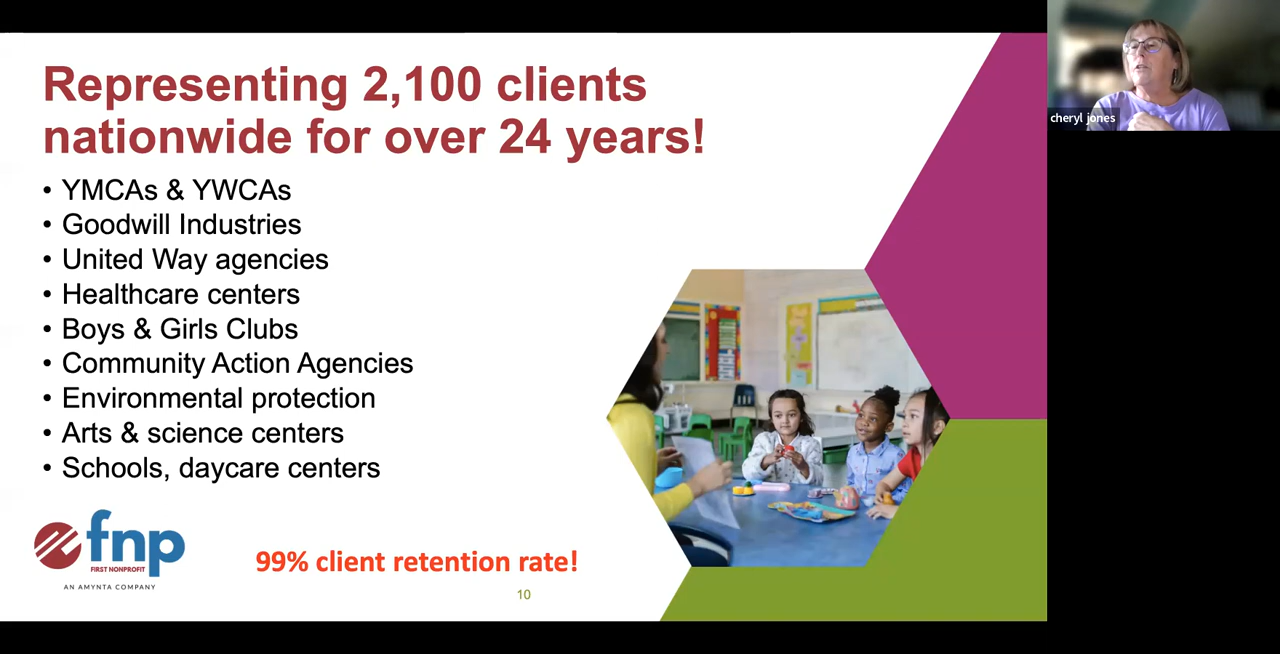 Representing 2,100 clients
nationwide for over 24 years!
• YMCAs & YWCAs
• Goodwill Industries
• United Way agencies
• Healthcare centers
• Boys & Girls Clubs
• Community Action Agencies
• Environmental protection
• Arts & science centers
• Schools, daycare centers
fnp
FIRST NONPROFIT
AN AMYNTA COMPANY
99% client retention rate!
10
cheryl jones